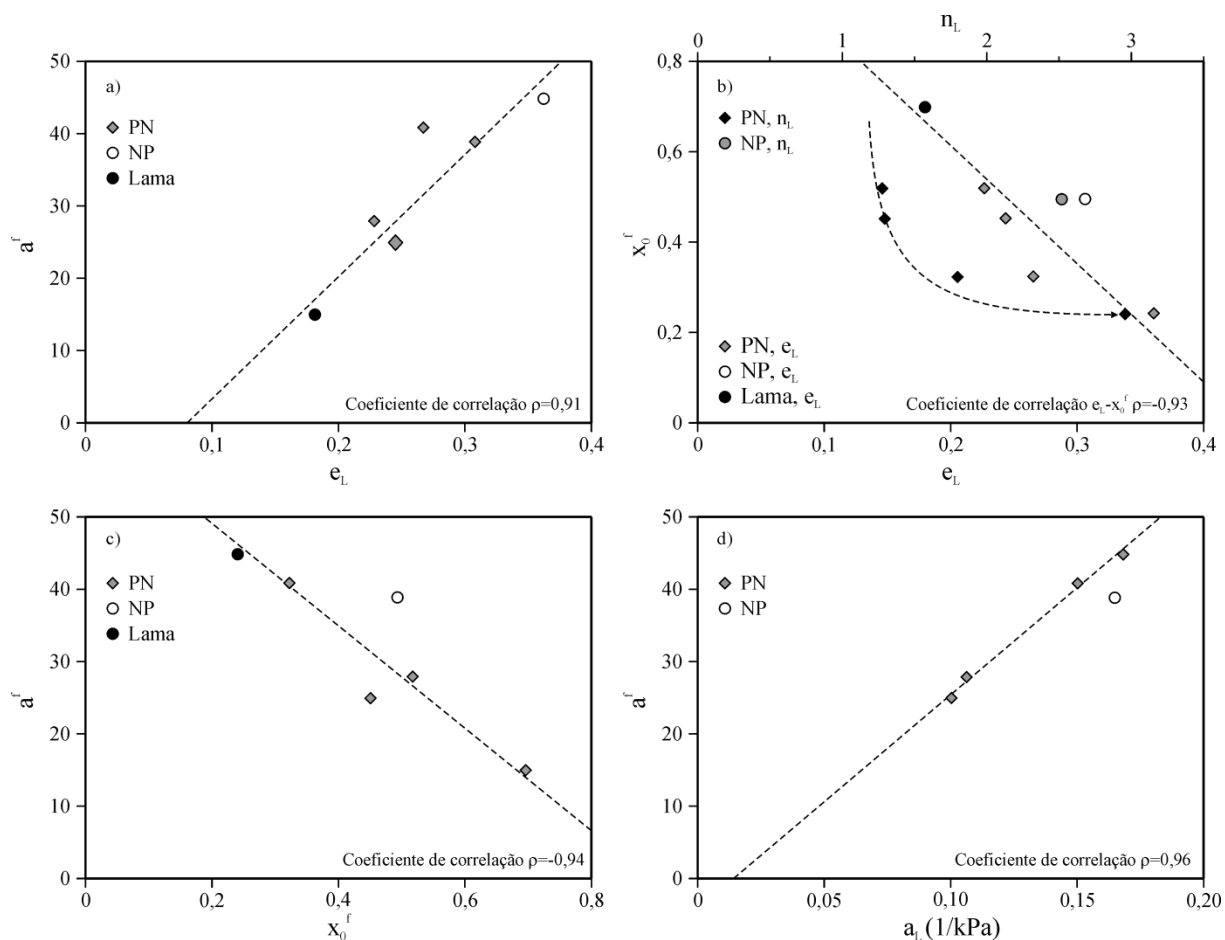 a)
PN
NP
Lama
50
40
30
20
10
0
a^f
0
0,1
0,2
0,3
0,4
e_L
Coeficiente de correlação ρ=0,91
n_L
0
1
2
3
b)
PN, n_L
NP, n_L
0,8
0,6
0,4
0,2
0
x_0^f
PN, e_L
NP, e_L
Lama, e_L
Coeficiente de correlação e_L-x_0^f ρ=-0,93
0
0,1
0,2
0,3
0,4
e_L
c)
PN
NP
Lama
50
40
30
20
10
0
a^f
Coeficiente de correlação ρ=-0,94
0
0,2
0,4
0,6
0,8
x_0^f
d)
PN
NP
50
40
30
20
10
0
a^f
Coeficiente de correlação ρ=0,96
0
0,05
0,10
0,15
0,20
a_L (1/kPa)